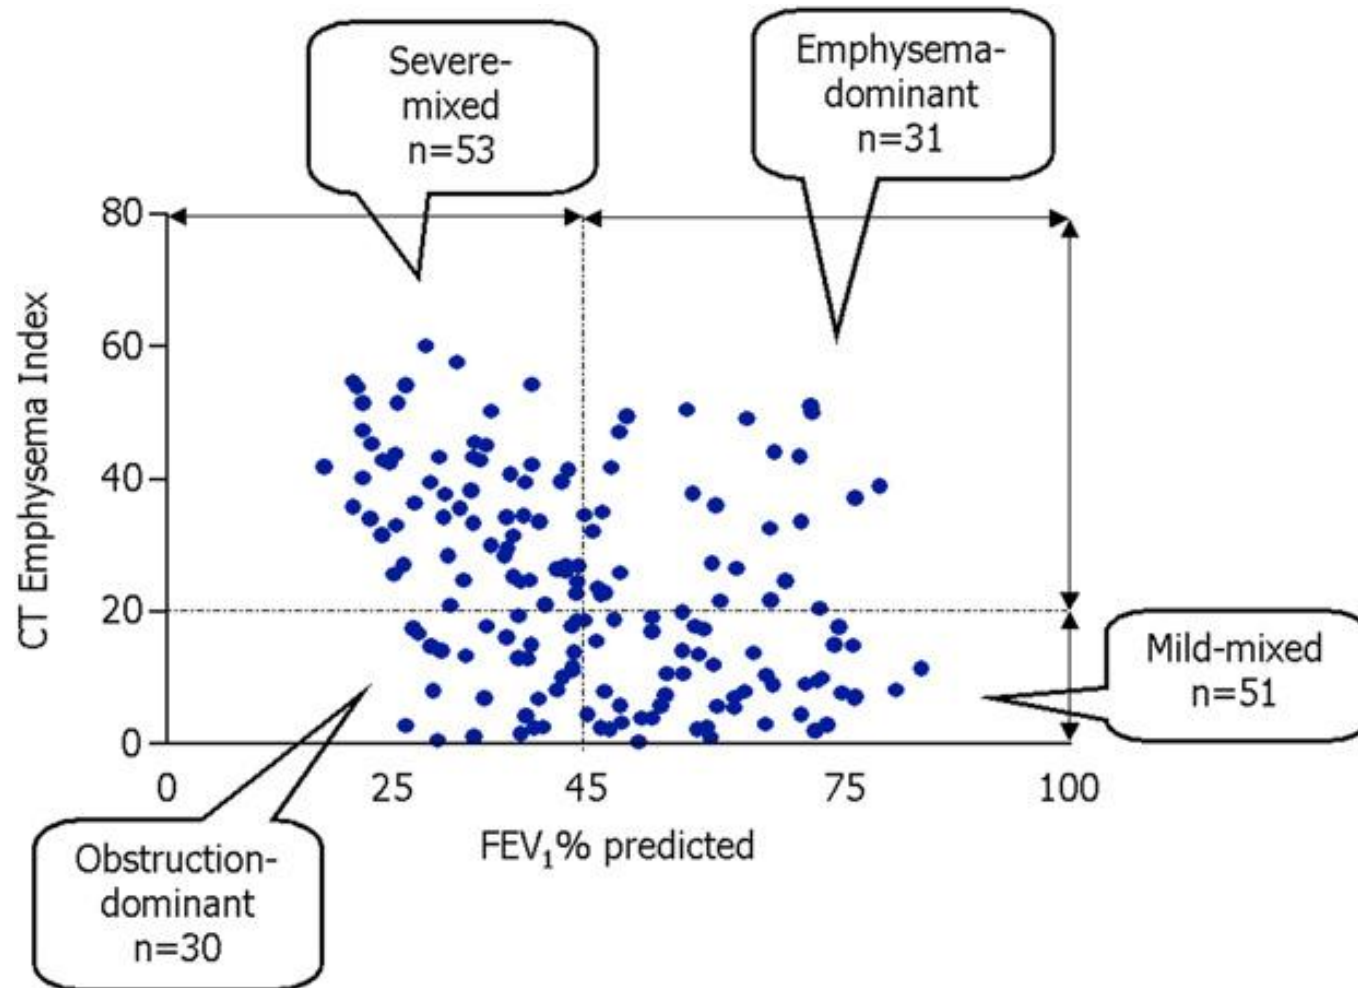 Severe-
mixed
n=53
Emphysema-
dominant
n=31
80
60
40
20
0
CT Emphysema Index
Mild-mixed
n=51
0 25 45 75 100
FEV₁% predicted
Obstruction-
dominant
n=30